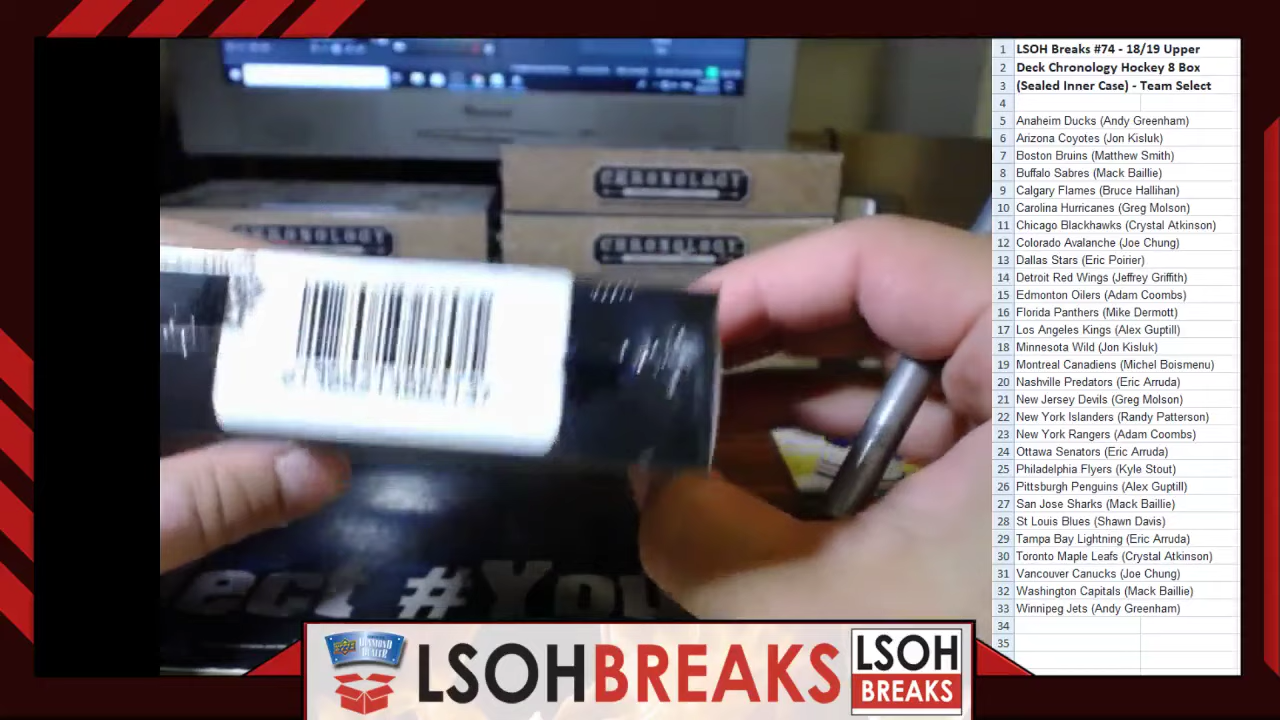 1 LSOH Breaks #74 - 18/19 Upper
2 Deck Chronology Hockey 8 Box
3 (Sealed Inner Case) - Team Select
4
5 Anaheim Ducks (Andy Greenham)
6 Arizona Coyotes (Jon Kisluk)
7 Boston Bruins (Matthew Smith)
8 Buffalo Sabres (Mack Baillie)
9 Calgary Flames (Bruce Hallihan)
10 Carolina Hurricanes (Greg Molson)
11 Chicago Blackhawks (Crystal Atkinson)
12 Colorado Avalanche (Joe Chung)
13 Dallas Stars (Eric Poirier)
14 Detroit Red Wings (Jeffrey Griffith)
15 Edmonton Oilers (Adam Coombs)
16 Florida Panthers (Mike Dermott)
17 Los Angeles Kings (Alex Guptill)
18 Minnesota Wild (Jon Kisluk)
19 Montreal Canadiens (Michel Boismenu)
20 Nashville Predators (Eric Arruda)
21 New Jersey Devils (Greg Molson)
22 New York Islanders (Randy Patterson)
23 New York Rangers (Adam Coombs)
24 Ottawa Senators (Eric Arruda)
25 Philadelphia Flyers (Kyle Stout)
26 Pittsburgh Penguins (Alex Guptill)
27 San Jose Sharks (Mack Baillie)
28 St Louis Blues (Shawn Davis)
29 Tampa Bay Lightning (Eric Arruda)
30 Toronto Maple Leafs (Crystal Atkinson)
31 Vancouver Canucks (Joe Chung)
32 Washington Capitals (Mack Baillie)
33 Winnipeg Jets (Andy Greenham)
34
35
CHRONOLOGY
CHRONOLOGY
CHRONOLOGY
ect #You
DIAMOND
DEALER
LSOHBREAKS
LSOH
BREAKS